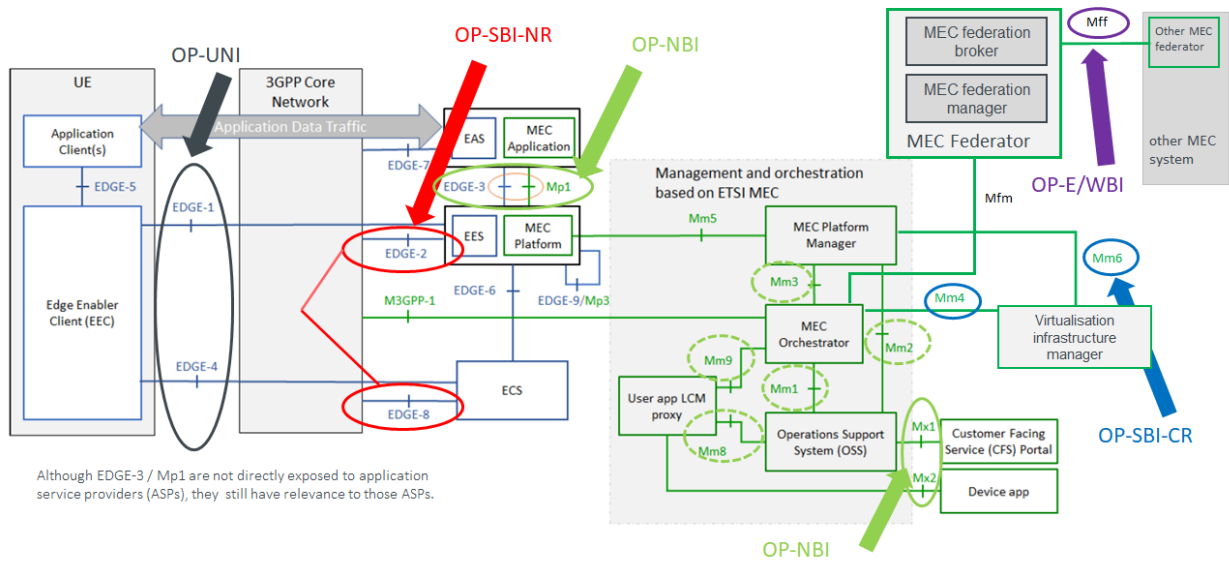 OP-UNI
OP-SBI-NR
OP-NBI
MEC federation
broker
MEC federation
manager
MEC Federator
Mff
Other MEC
federator
other MEC
system
OP-E/WBI
UE
3GPP Core
Network
Application Data Traffic
Application
Client(s)
EDGE-5
EDGE-1
Edge Enabler
Client (EEC)
EDGE-4
EAS
MEC
Application
EDGE-7
EDGE-3
Mp1
EES
MEC
Platform
EDGE-2
EDGE-6
EDGE-9/Mp3
M3GPP-1
ECS
EDGE-8
Management and orchestration
based on ETSI MEC
Mfm
Mm5
MEC Platform
Manager
Mm3
Mm6
Mm4
MEC
Orchestrator
Mm2
Virtualisation
infrastructure
manager
Mm9
Mm1
User app LCM
proxy
Mm8
Operations Support
System (OSS)
Mx1
Customer Facing
Service (CFS) Portal
Mx2
Device app
OP-SBI-CR
OP-NBI
Although EDGE-3 / Mp1 are not directly exposed to application
service providers (ASPs), they still have relevance to those ASPs.